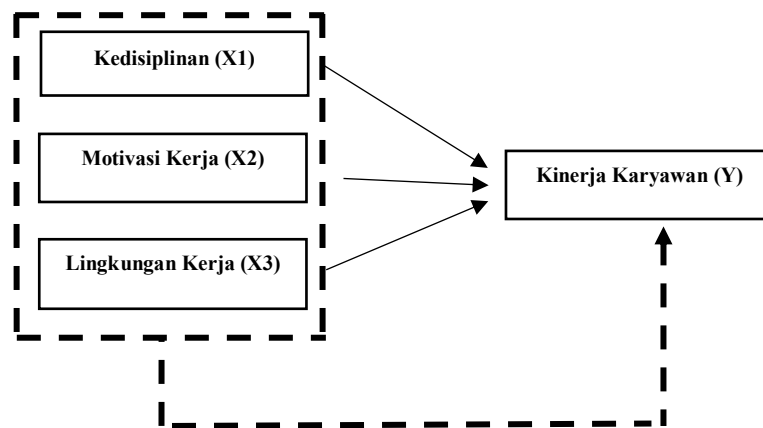 Kedisiplinan (X1)
Motivasi Kerja (X2)
Kinerja Karyawan (Y)
Lingkungan Kerja (X3)